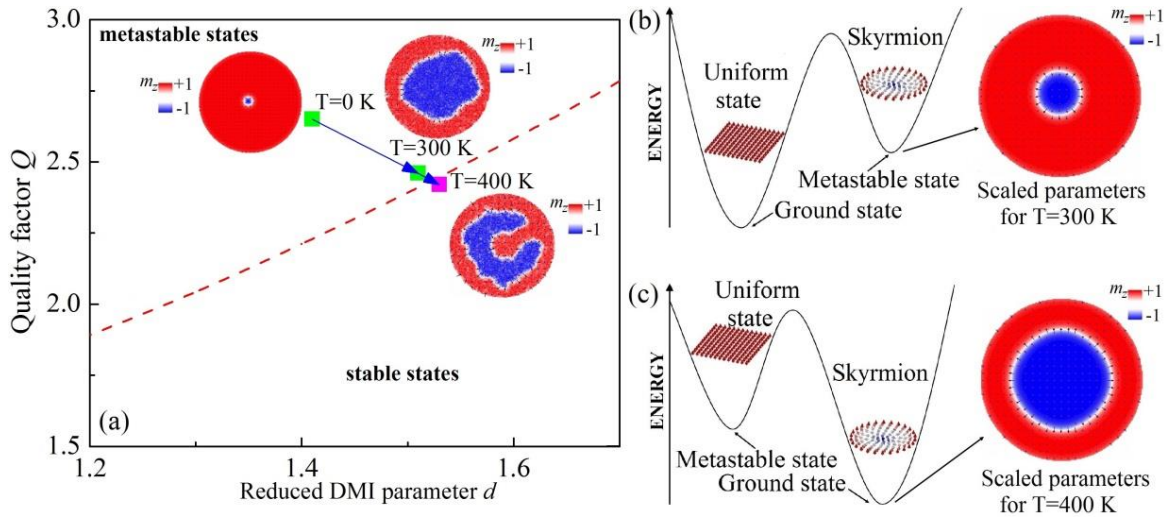 (a)
Quality factor Q
3.0
2.5
2.0
1.5
1.2
1.4
1.6
Reduced DMI parameter d
metastable states
m_z +1
-1
T=0 K
m_z +1
-1
T=300 K
T=400 K
m_z +1
-1
stable states
(b)
ENERGY
Uniform
state
Skyrmion
Metastable state
Ground state
m_z +1
-1
Scaled parameters
for T=300 K
(c)
ENERGY
Uniform
state
Skyrmion
Metastable state
Ground state
m_z +1
-1
Scaled parameters
for T=400 K